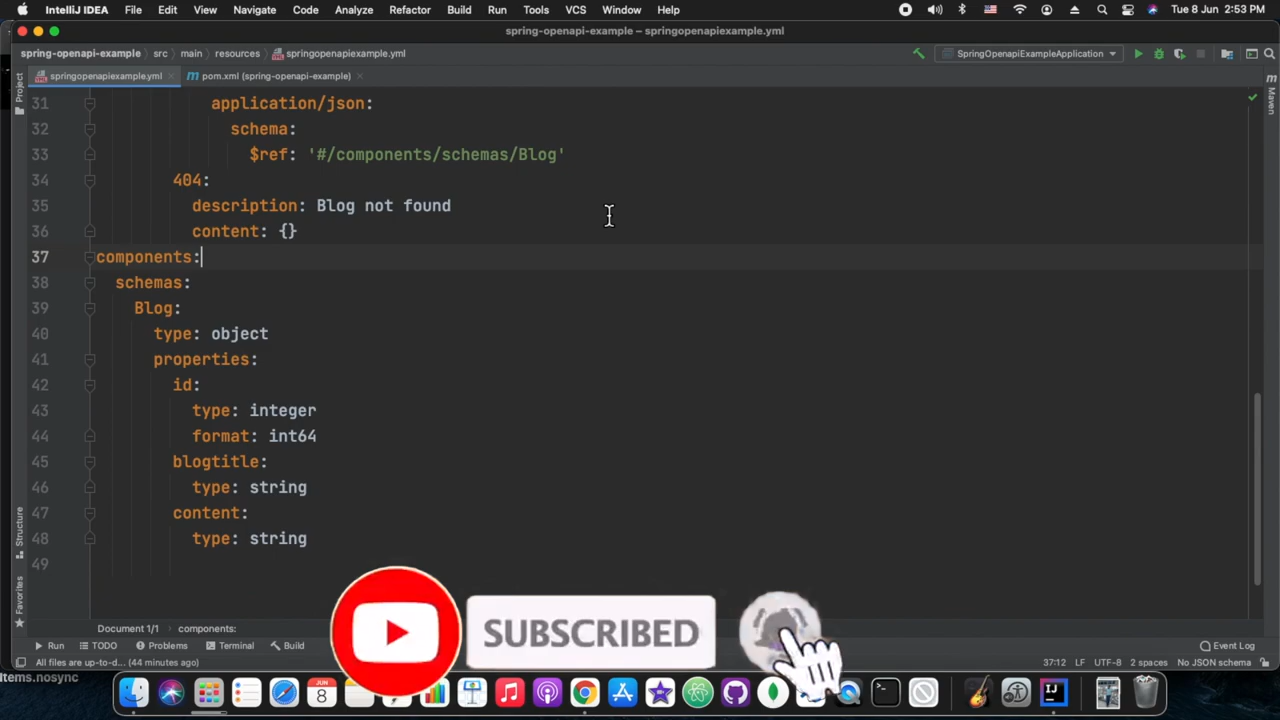 IntelliJ IDEA File Edit View Navigate Code Analyze Refactor Build Run Tools VCS Window Help Tue 8 Jun 2:53 PM
spring-openapi-example – springopenapiexample.yml
spring-openapi-example src main resources springopenapiexample.yml SpringOpenapiExampleApplication
springopenapiexample.yml pom.xml (spring-openapi-example)
Project
Maven
31 application/json:
32 schema:
33 $ref: '#/components/schemas/Blog'
34 404:
35 description: Blog not found
36 content: {}
37 components:
38 schemas:
39 Blog:
40 type: object
41 properties:
42 id:
43 type: integer
44 format: int64
45 blogtitle:
46 type: string
47 content:
48 type: string
49
Structure
Favorites
SUBSCRIBED
Document 1/1 components:
Run TODO Problems Terminal Build Event Log
All files are up-to-d... (44 minutes ago) 37:12 LF UTF-8 2 spaces No JSON schema
Items.nosync
JUN
8